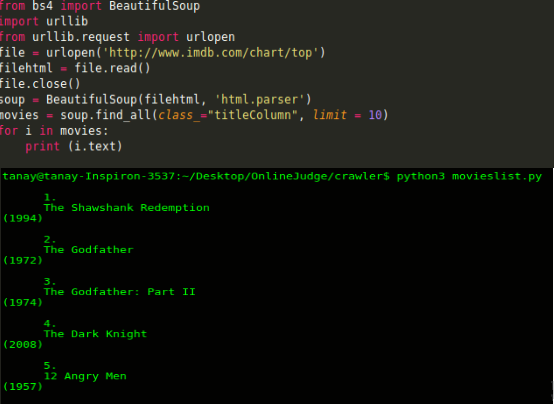 from bs4 import BeautifulSoup
import urllib
from urllib.request import urlopen
file = urlopen('http://www.imdb.com/chart/top')
filehtml = file.read()
file.close()
soup = BeautifulSoup(filehtml, 'html.parser')
movies = soup.find_all(class_="titleColumn", limit = 10)
for i in movies:
    print (i.text)
tanay@tanay-Inspiron-3537:~/Desktop/OnlineJudge/crawler$ python3 movieslist.py
1.
The Shawshank Redemption
(1994)
2.
The Godfather
(1972)
3.
The Godfather: Part II
(1974)
4.
The Dark Knight
(2008)
5.
12 Angry Men
(1957)